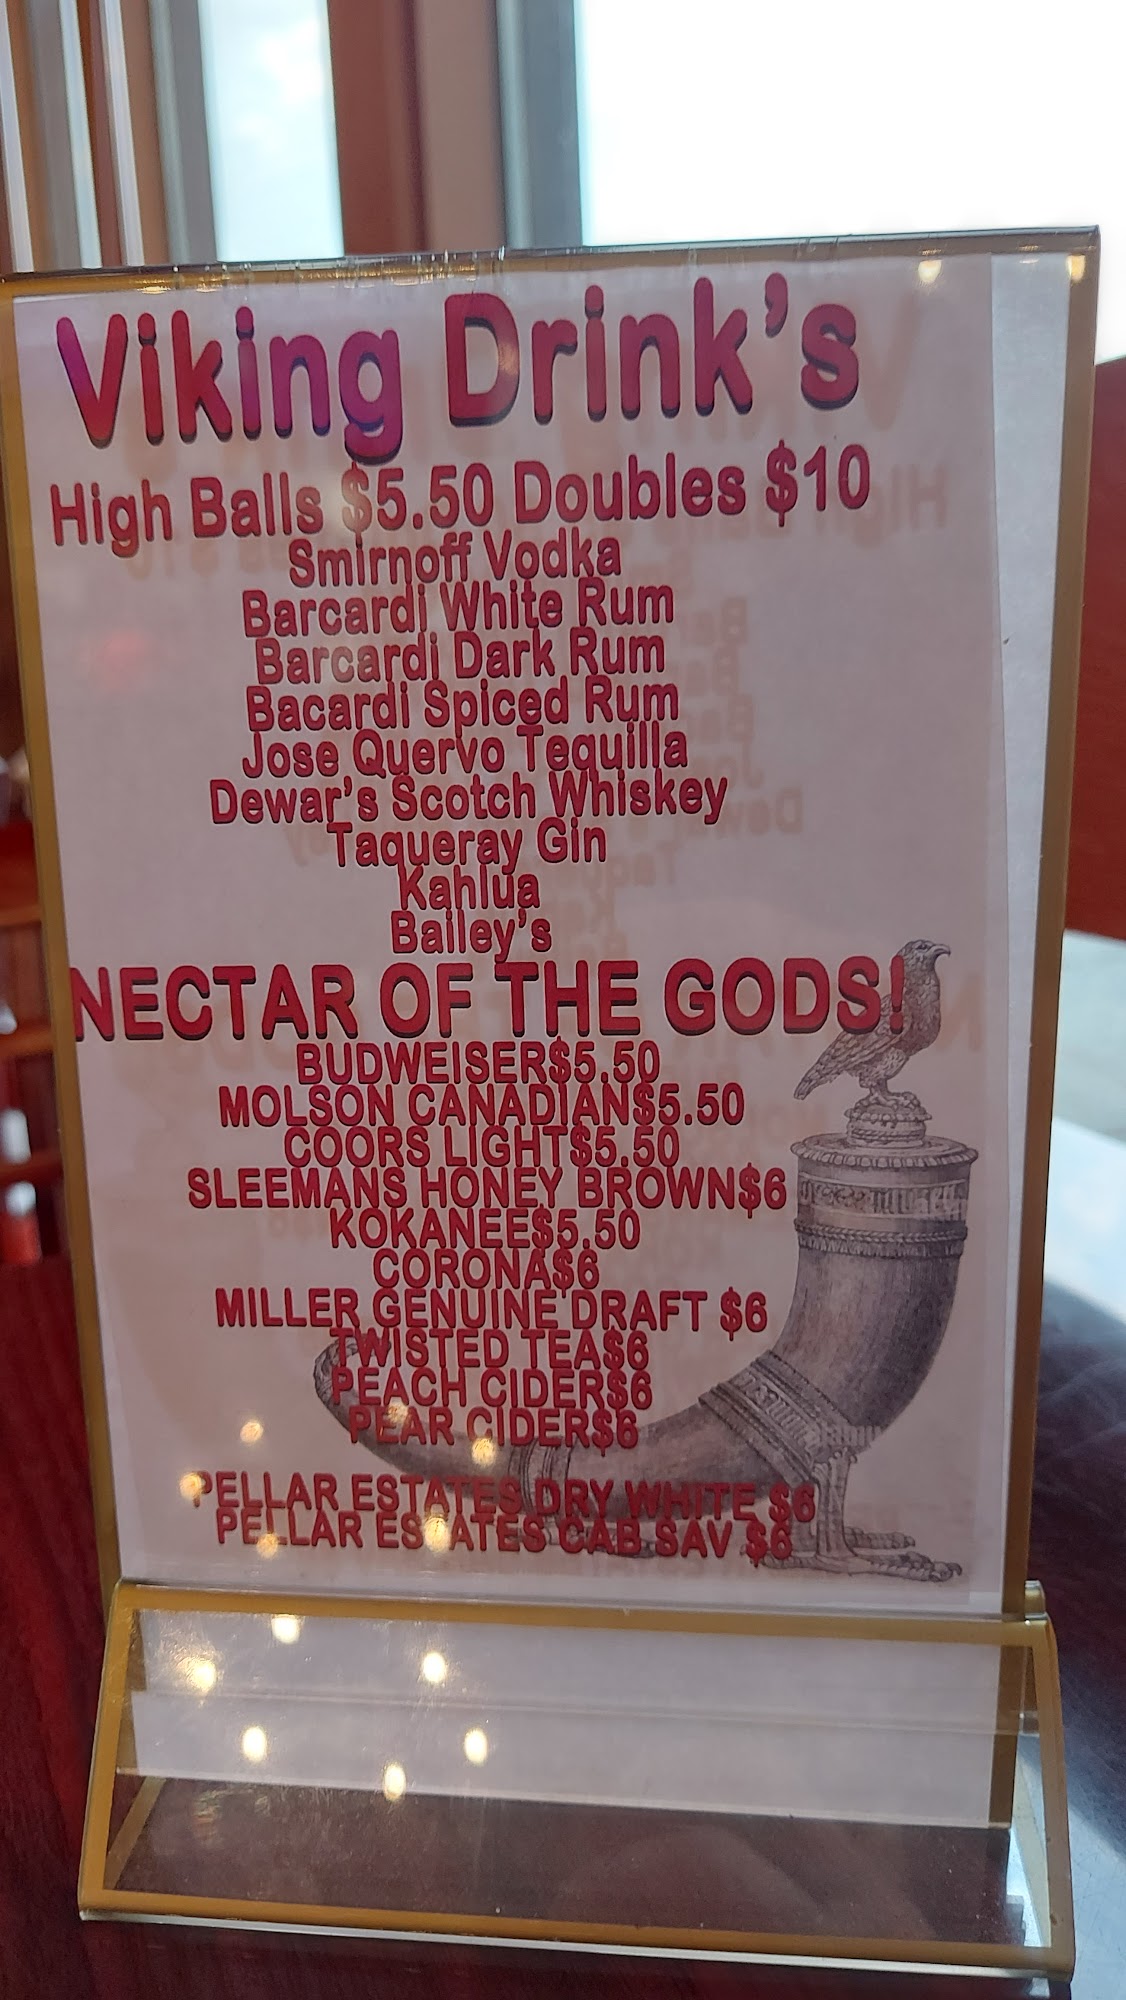 Viking Drink's
High Balls $5.50 Doubles $10
Smirnoff Vodka
Barcardi White Rum
Barcardi Dark Rum
Bacardi Spiced Rum
Jose Quervo Tequilla
Dewar's Scotch Whiskey
Taqueray Gin
Kahlua
Bailey's
NECTAR OF THE GODS!
BUDWEISER$5.50
MOLSON CANADIAN$5.50
COORS LIGHT$5.50
SLEEMANS HONEY BROWN$6
KOKANEE$5.50
CORONA$6
MILLER GENUINE DRAFT $6
TWISTED TEA$6
PEACH CIDER$6
PEAR CIDER$6
PELLAR ESTATES DRY WHITE $6
PELLAR ESTATES CAB SAV $6